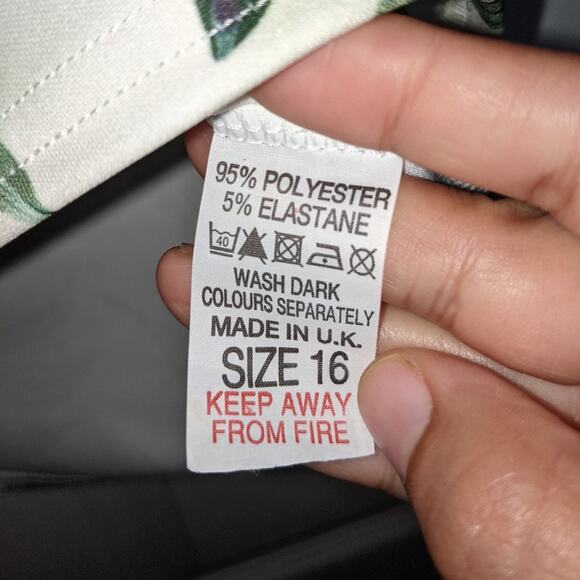 95% POLYESTER
5% ELASTANE
40
WASH DARK
COLOURS SEPARATELY
MADE IN U.K.
SIZE 16
KEEP AWAY
FROM FIRE